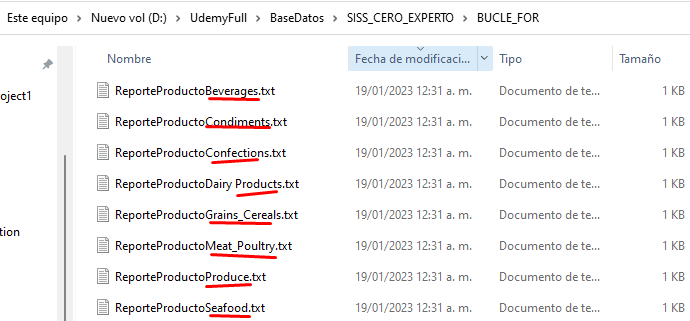 Este equipo > Nuevo vol (D:) > UdemyFull > BaseDatos > SISS_CERO_EXPERTO > BUCLE_FOR
Nombre Fecha de modificaci... Tipo Tamaño
ReporteProductoBeverages.txt 19/01/2023 12:31 a. m. Documento de te... 1 KB
oject1
ReporteProductoCondiments.txt 19/01/2023 12:31 a. m. Documento de te... 1 KB
ReporteProductoConfections.txt 19/01/2023 12:31 a. m. Documento de te... 1 KB
ReporteProductoDairy Products.txt 19/01/2023 12:31 a. m. Documento de te... 1 KB
ReporteProductoGrains_Cereals.txt 19/01/2023 12:31 a. m. Documento de te... 1 KB
tion
ReporteProductoMeat_Poultry.txt 19/01/2023 12:31 a. m. Documento de te... 1 KB
ReporteProductoProduce.txt 19/01/2023 12:31 a. m. Documento de te... 1 KB
ReporteProductoSeafood.txt 19/01/2023 12:31 a. m. Documento de te... 1 KB